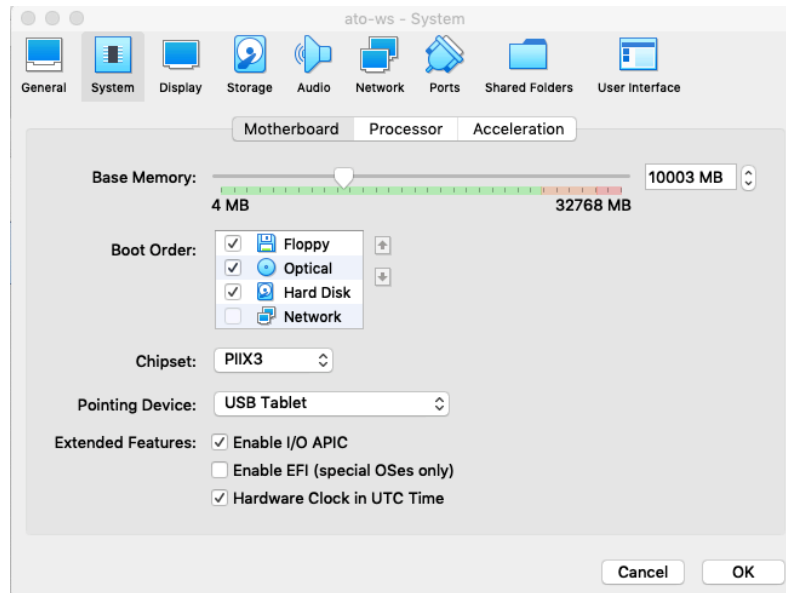 ato-ws - System
General System Display Storage Audio Network Ports Shared Folders User Interface
Motherboard Processor Acceleration
Base Memory: 10003 MB
4 MB 32768 MB
Boot Order: Floppy
Optical
Hard Disk
Network
Chipset: PIIX3
Pointing Device: USB Tablet
Extended Features: Enable I/O APIC
Enable EFI (special OSes only)
Hardware Clock in UTC Time
Cancel OK